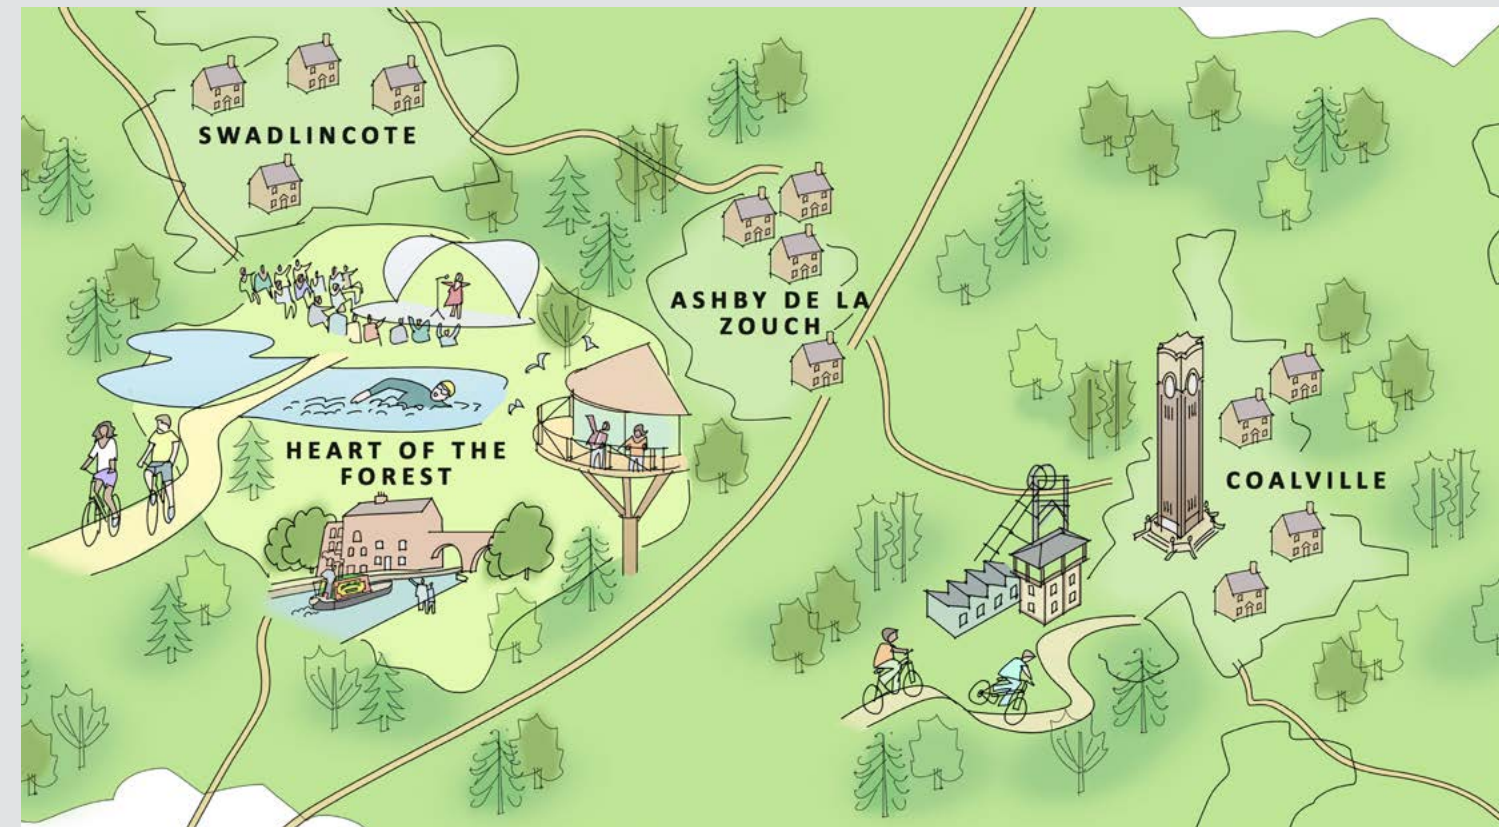 SWADLINCOTE
ASHBY DE LA
ZOUCH
HEART OF THE
FOREST
COALVILLE